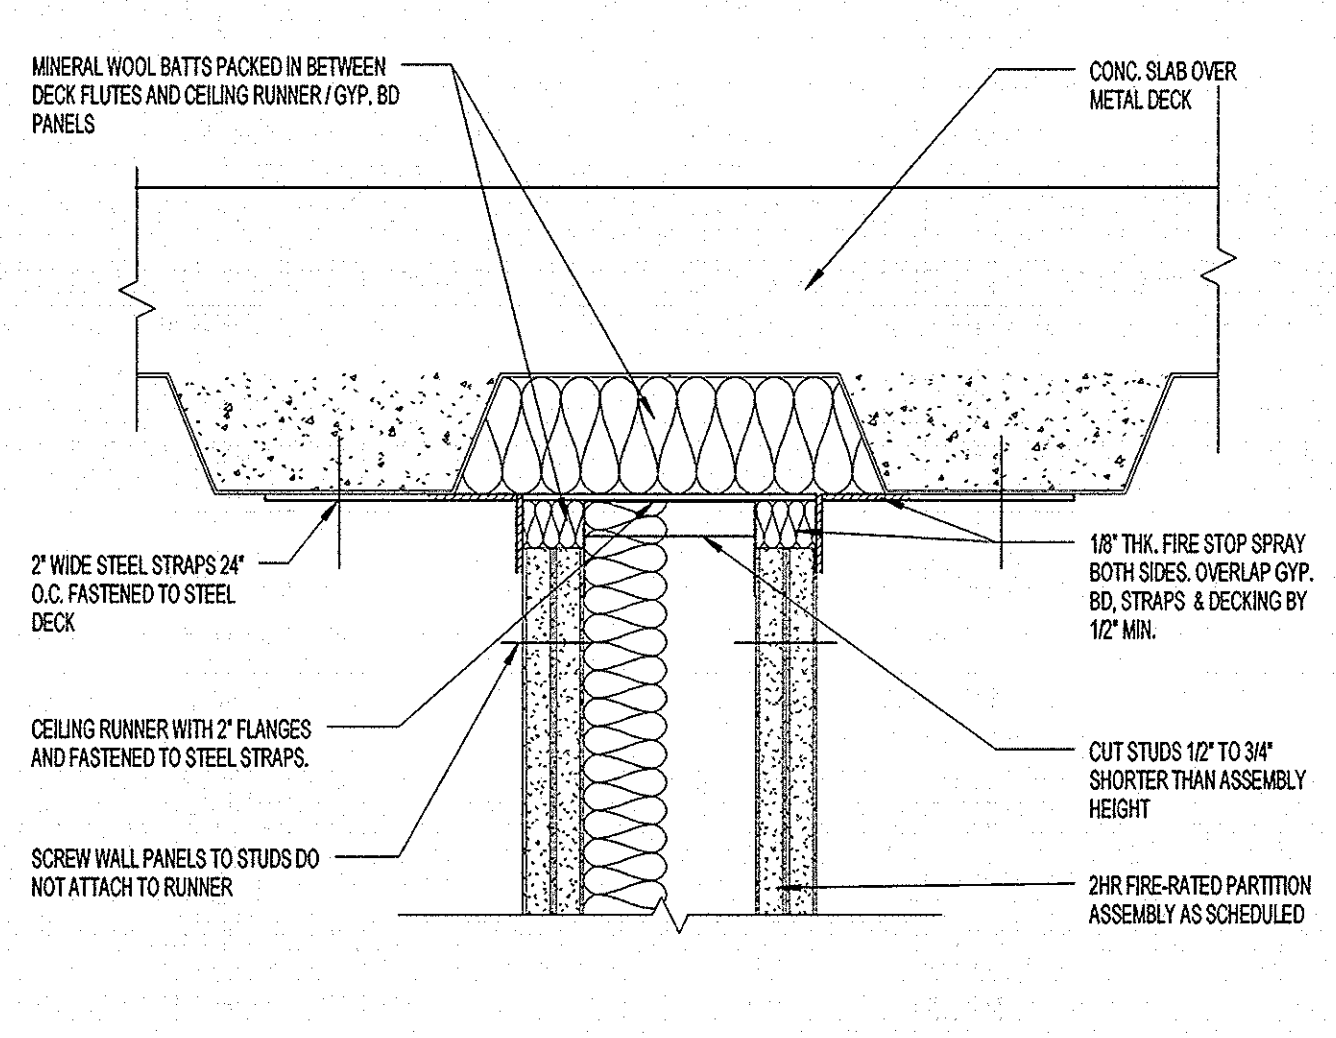 MINERAL WOOL BATTS PACKED IN BETWEEN
DECK FLUTES AND CEILING RUNNER / GYP. BD
PANELS
CONC. SLAB OVER
METAL DECK
2" WIDE STEEL STRAPS 24"
O.C. FASTENED TO STEEL
DECK
1/8" THK. FIRE STOP SPRAY
BOTH SIDES. OVERLAP GYP.
BD, STRAPS & DECKING BY
1/2" MIN.
CEILING RUNNER WITH 2" FLANGES
AND FASTENED TO STEEL STRAPS.
CUT STUDS 1/2" TO 3/4"
SHORTER THAN ASSEMBLY
HEIGHT
SCREW WALL PANELS TO STUDS DO
NOT ATTACH TO RUNNER
2HR FIRE-RATED PARTITION
ASSEMBLY AS SCHEDULED